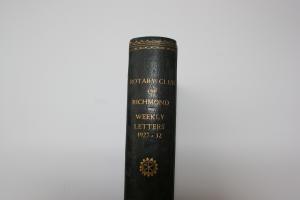 ROTARY CLUB
OF
RICHMOND
WEEKLY
LETTERS
1927-32